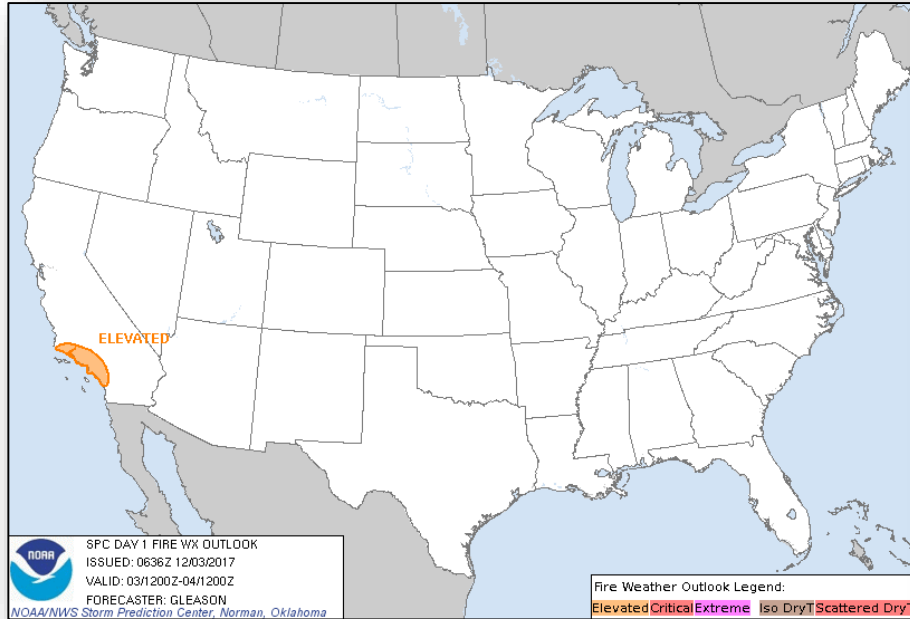 ELEVATED
NOAA
SPC DAY 1 FIRE WX OUTLOOK
ISSUED: 0636Z 12/03/2017
VALID: 03/1200Z-04/1200Z
FORECASTER: GLEASON
NOAA/NWS Storm Prediction Center, Norman, Oklahoma
Fire Weather Outlook Legend:
Elevated Critical Extreme Iso DryT Scattered DryT